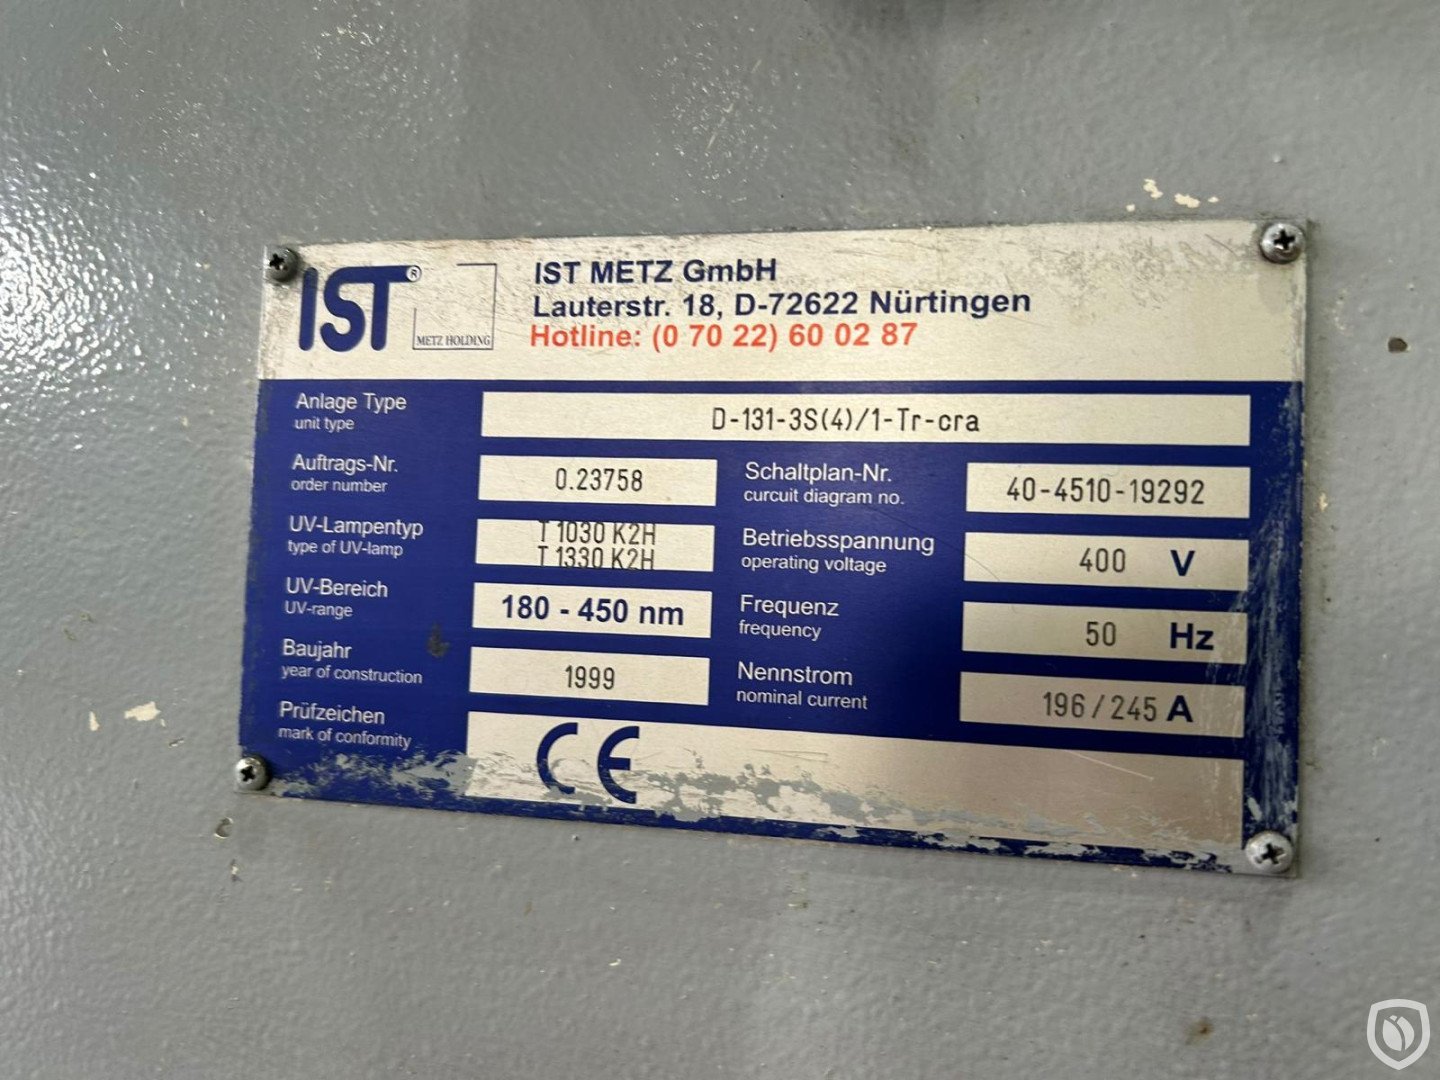 IST®
METZ HOLDING
IST METZ GmbH
Lauterstr. 18, D-72622 Nürtingen
Hotline: (0 70 22) 60 02 87
Anlage Type
unit type
D-131-3S(4)/1-Tr-cra
Auftrags-Nr.
order number
0.23758
Schaltplan-Nr.
curcuit diagram no.
40-4510-19292
UV-Lampentyp
type of UV-lamp
T 1030 K2H
T 1330 K2H
Betriebsspannung
operating voltage
400 V
UV-Bereich
UV-range
180 - 450 nm
Frequenz
frequency
50 Hz
Baujahr
year of construction
1999
Nennstrom
nominal current
196 / 245 A
Prüfzeichen
mark of conformity
CE